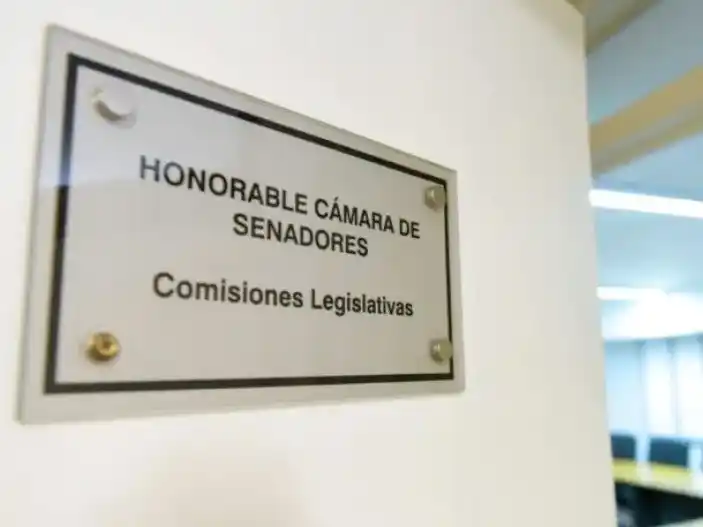 HONORABLE CÁMARA DE
SENADORES
Comisiones Legislativas